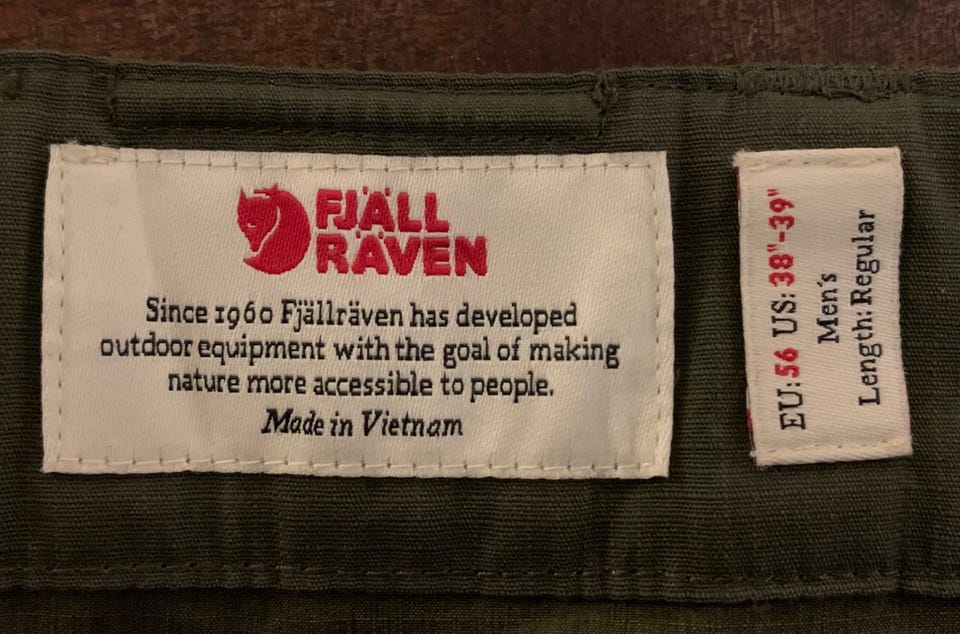 FJÄLL
RÄVEN
Since 1960 Fjällräven has developed
outdoor equipment with the goal of making
nature more accessible to people.
Made in Vietnam
EU:56 US:38"-39"
Men's
Length:Regular